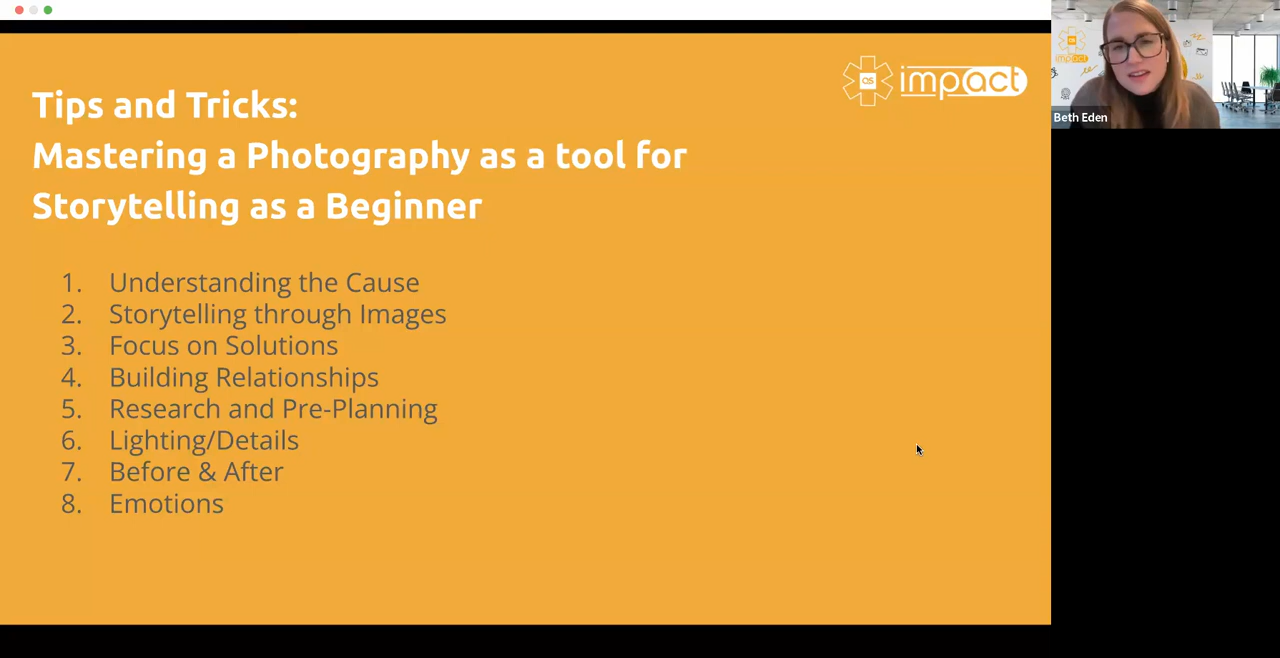 Tips and Tricks:
Mastering a Photography as a tool for
Storytelling as a Beginner
impact
1. Understanding the Cause
2. Storytelling through Images
3. Focus on Solutions
4. Building Relationships
5. Research and Pre-Planning
6. Lighting/Details
7. Before & After
8. Emotions
impact
Beth Eden